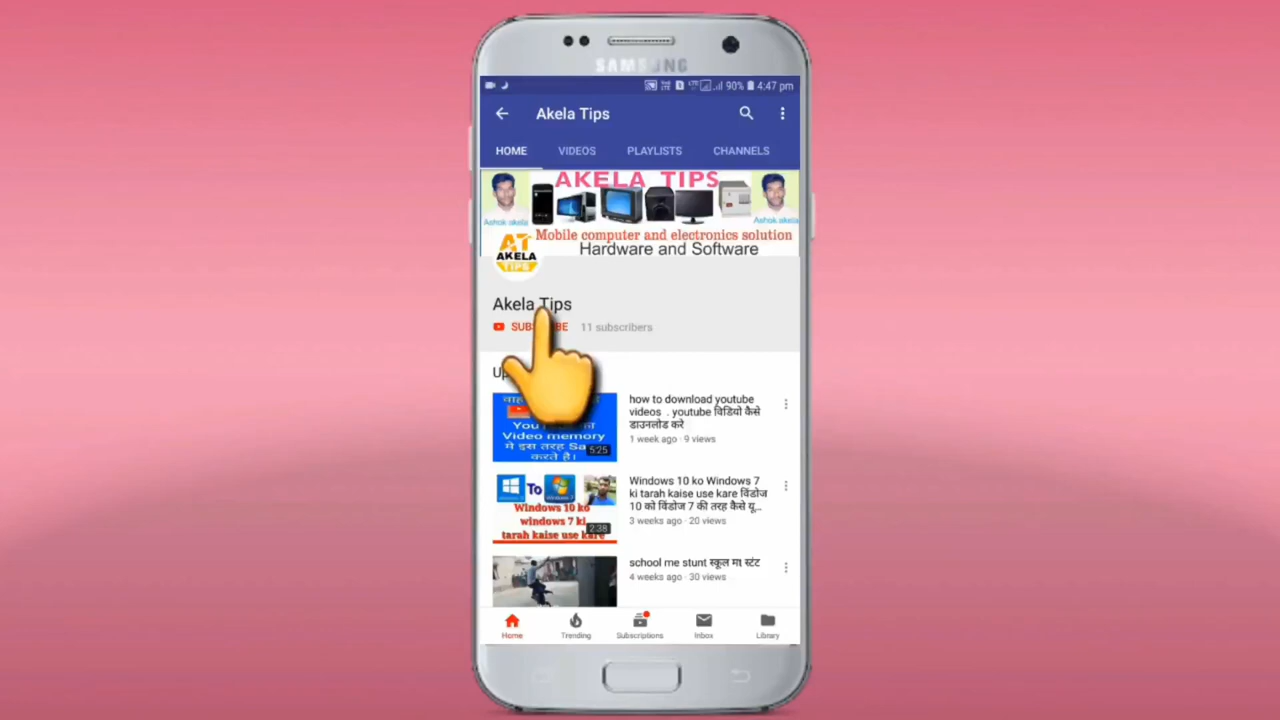 SAMSUNG
90% 4:47 pm
Akela Tips
HOME VIDEOS PLAYLISTS CHANNELS
AKELA TIPS
Ashok akela
Ashok akela
Mobile computer and electronics solution
Hardware and Software
AT
AKELA
TIPS
Akela Tips
11 subscribers
Video memory
मे इस तरह
करते है।
5:25
how to download youtube
videos . youtube विडियो कैसे
डाउनलोड करे
1 week ago · 9 views
To
Windows 10 ko
windows 7 ki
tarah kaise use kare
2:38
Windows 10 ko Windows 7
ki tarah kaise use kare विंडोज
10 को विंडोज 7 की तरह कैसे यू...
3 weeks ago · 20 views
school me stunt स्कूल मा स्टंट
4 weeks ago · 30 views
Home Trending Subscriptions Inbox Library